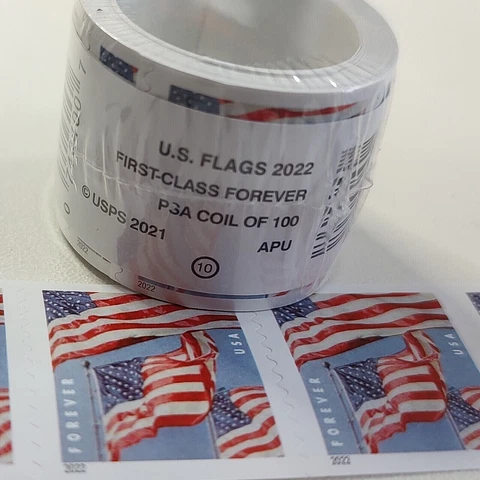 U.S. FLAGS 2022
FIRST-CLASS FOREVER
PSA COIL OF 100
© USPS 2021
APU
10
2022
2022
FOREVER
USA
2022
FOREVER
USA
2022